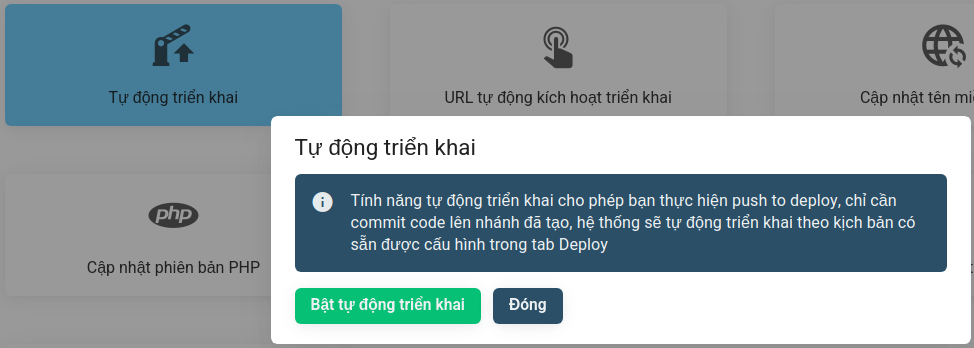 Tự động triển khai
URL tự động kích hoạt triển khai
Cập nhật tên
Tự động triển khai
Tính năng tự động triển khai cho phép bạn thực hiện push to deploy, chỉ cần
commit code lên nhánh đã tạo, hệ thống sẽ tự động triển khai theo kịch bản có
sẵn được cấu hình trong tab Deploy
php
Cập nhật phiên bản PHP
Bật tự động triển khai
Đóng